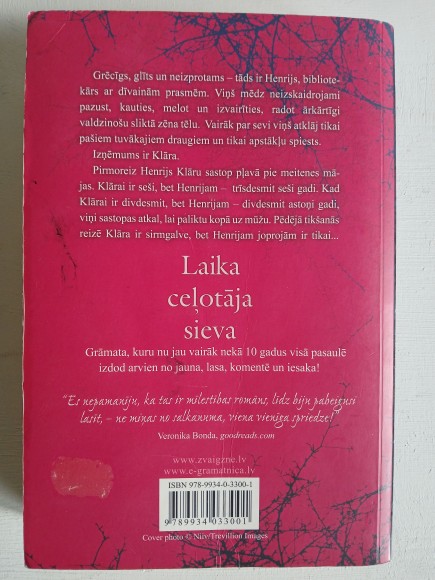 Grēcīgs, glīts un neizprotams – tāds ir Henrijs, bibliote-
kārs ar dīvainām prasmēm. Viņš mēdz neizskaidrojami
pazust, kauties, melot un izvairīties, radot ārkārtīgi
valdzinošu sliktā zēna tēlu. Vairāk par sevi viņš atklāj tikai
pašiem tuvākajiem draugiem un tikai apstākļu spiests.
Izņēmums ir Klāra.
Pirmoreiz Henrijs Klāru sastop pļavā pie meitenes mā-
jas. Klārai ir seši, bet Henrijam – trīsdesmit seši gadi. Kad
Klārai ir divdesmit, bet Henrijam – divdesmit astoņi gadi,
viņi sastopas atkal, lai paliktu kopā uz mūžu. Pēdējā tikšanās
reizē Klāra ir sirmgalve, bet Henrijam joprojām ir tikai...
Laika
ceļotāja
sieva
Grāmata, kuru nu jau vairāk nekā 10 gadus visā pasaulē
izdod arvien no jauna, lasa, komentē un iesaka!
“Es nepamanīju, ka tas ir mīlestības romāns, līdz biju pabeigusi
lasīt, – ne miņas no salkanuma, viena vienīga spriedze!”
Veronika Bonda, goodreads.com
www.zvaigzne.lv
www.e-gramatnica.lv
ISBN 978-9934-0-3300-1
9 789934 033001
Cover photo © Niv/Trevillion Images